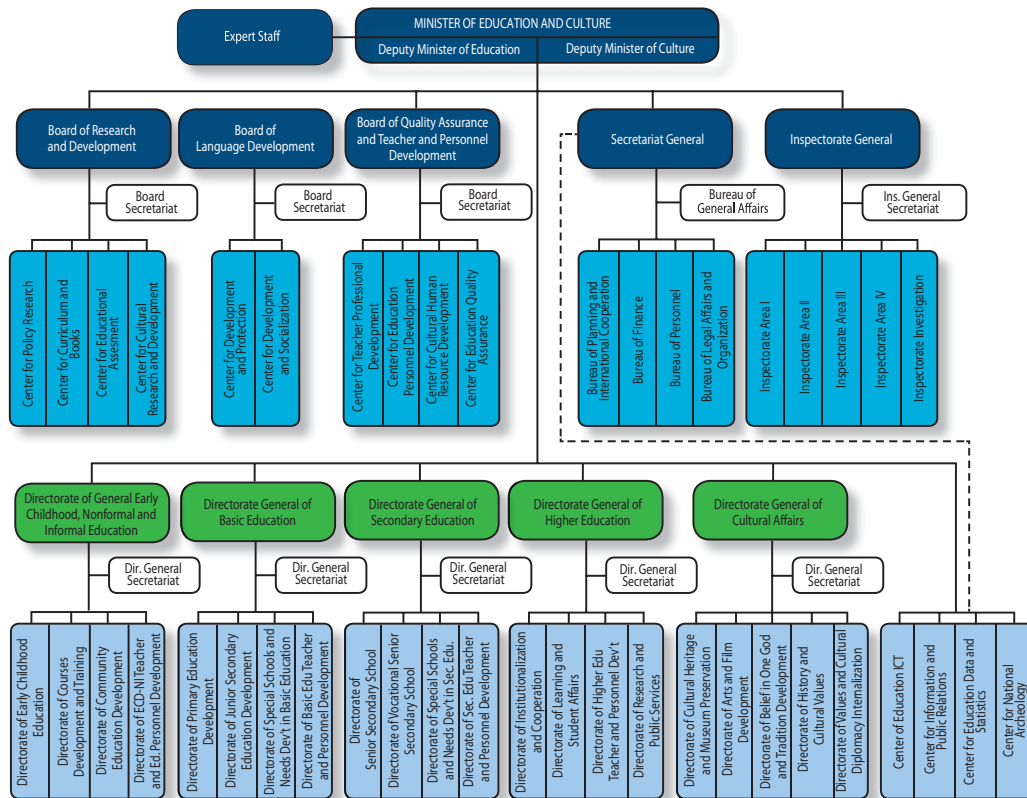 Expert Staff
MINISTER OF EDUCATION AND CULTURE
Deputy Minister of Education
Deputy Minister of Culture
Board of Research
and Development
Board of
Language Development
Board of Quality Assurance
and Teacher and Personnel
Development
Secretariat General
Inspectorate General
Board
Secretariat
Board
Secretariat
Board
Secretariat
Bureau of
General Affairs
Ins. General
Secretariat
Center for Policy Research
Center for Curriculum and
Books
Center for Educational
Assesment
Center for Cultural
Research and Development
Center for Development
and Protection
Center for Development
and Socialization
Center for Teacher Professional
Development
Center for Education
Personnel Development
Center for Cultural Human
Resource Development
Center for Education Quality
Assurance
Bureau of Planning and
International Cooperation
Bureau of FInance
Bureau of Personnel
Bureau of Legal Affairs and
Organization
Inspectorate Area I
Inspectorate Area II
Inspectorate Area III
Inspectorate Area IV
Inspectorate Investigation
Directorate of General Early
Childhood, Nonformal and
Informal Education
Directorate General of
Basic Education
Directorate General of
Secondary Education
Directorate General of
Higher Education
Directorate General of
Cultural Affairs
Dir. General
Secretariat
Dir. General
Secretariat
Dir. General
Secretariat
Dir. General
Secretariat
Dir. General
Secretariat
Directorate of Early Childhood
Education
Directorate of Courses
Development and Training
Directorate of Community
Education Development
Directorate of ECD-NI Teacher
and Ed. Personel Development
Directorate of Primary Education
Development
Directorate of Junior Secondary
Education Development
Directorate of Special Schools and
Needs Dev't in Basic Education
Directorate of Basic Edu Teacher
and Personnel Development
Directorate of
Senior Secondary School
Directorate of Vocational Senior
Secondary School
Directorate of Special Schools
and Needs Dev't in Sec. Edu.
Directorate of Sec. Edu Teacher
and Personnel Development
Directorate of Institutionalization
and Cooperation
Directorate of Learning and
Student Affairs
Directorate of Higher Edu
Teacher and Personnel Dev't
Directorate of Research and
Public Services
Directorate of Cultural Heritage
and Museum Preservation
Directorate of Arts and Film
Development
Directorate of Belief in One God
and Tradition Development
Directorate of History and
Cultural Values
Directorate of Values and Cultural
Diplomacy Internalization
Center of Education ICT
Center for Information and
Public Relations
Center for Education Data and
Statistics
Center for National
Archeology